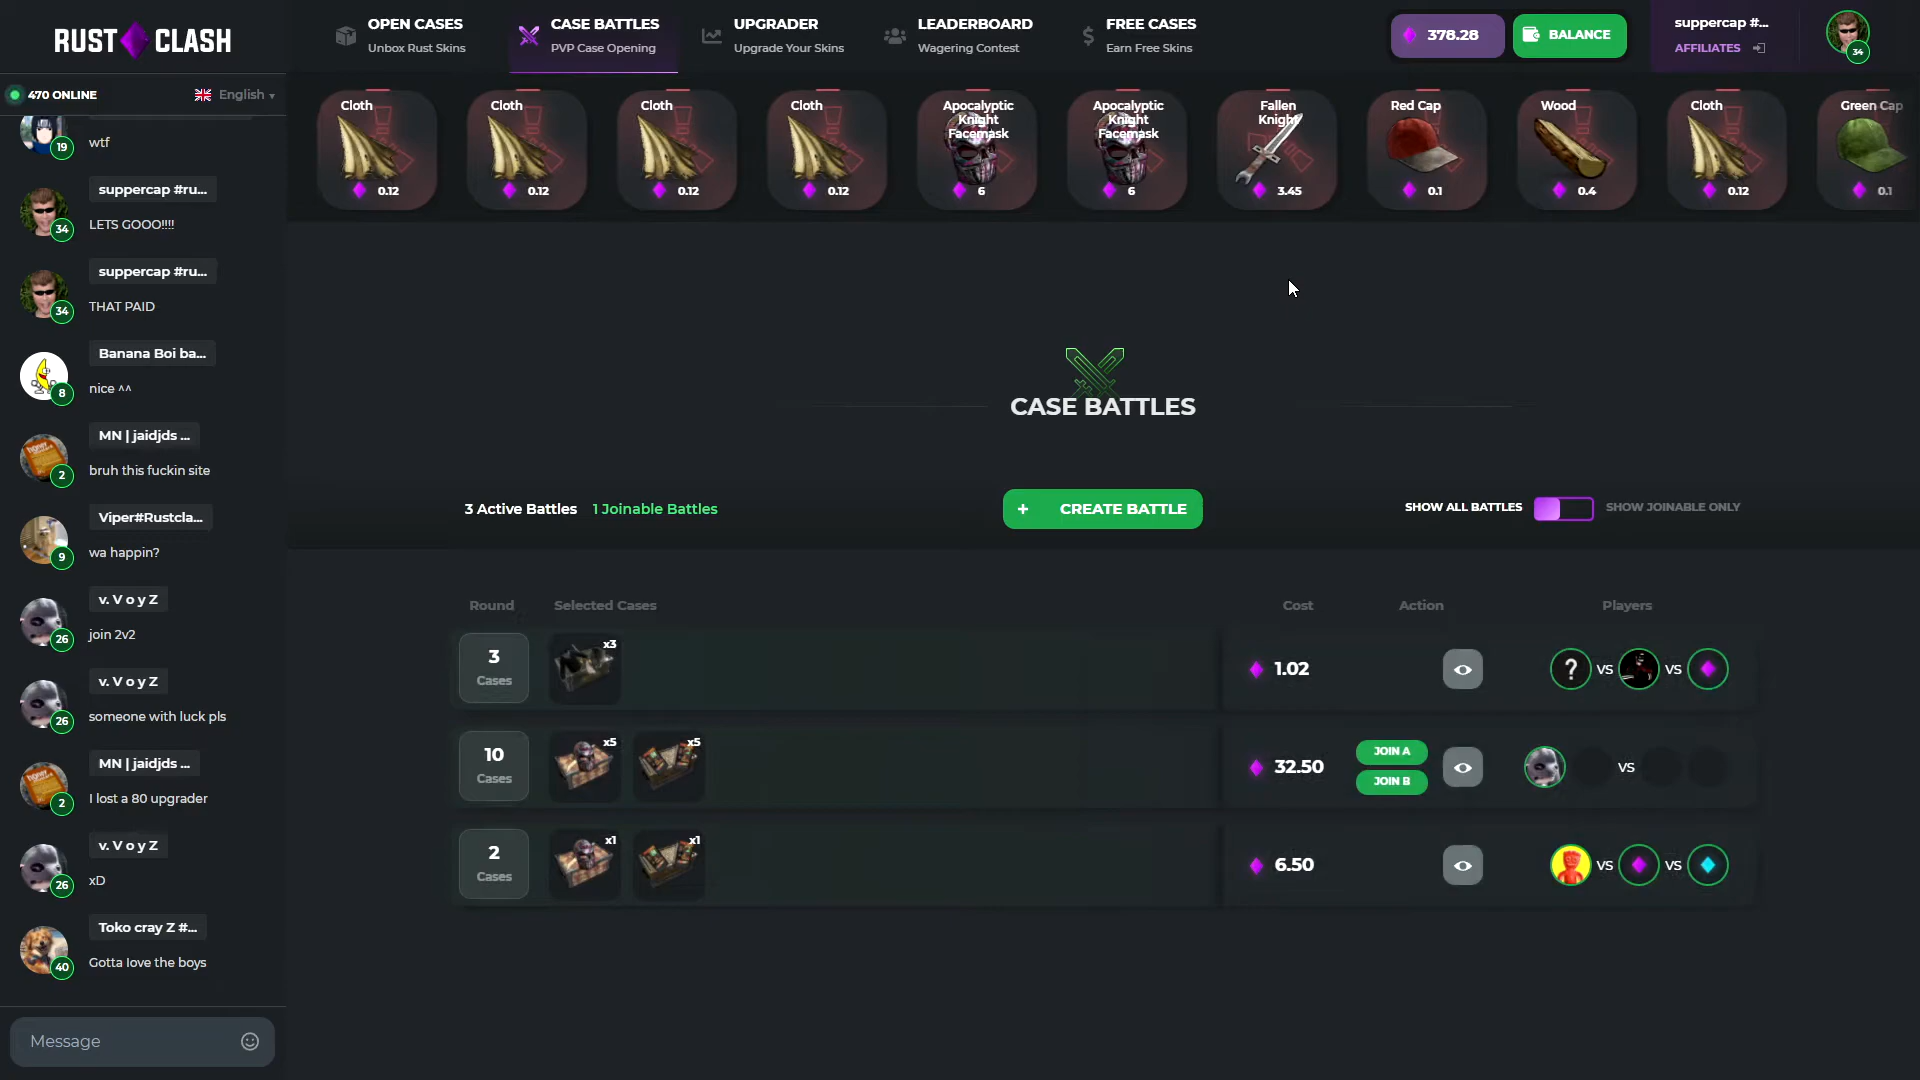 RUST CLASH
OPEN CASES
Unbox Rust Skins
CASE BATTLES
PVP Case Opening
UPGRADER
Upgrade Your Skins
LEADERBOARD
Wagering Contest
FREE CASES
Earn Free Skins
378.28
BALANCE
suppercap #...
AFFILIATES
34
470 ONLINE
English
Cloth
0.12
Cloth
0.12
Cloth
0.12
Cloth
0.12
Apocalyptic
Knight
Facemask
6
Apocalyptic
Knight
Facemask
6
Fallen
Knight
3.45
Red Cap
0.1
Wood
0.4
Cloth
0.12
Green Cap
0.1
19
wtf
suppercap #ru...
34
LETS GOOO!!!!
suppercap #ru...
34
THAT PAID
Banana Boi ba...
8
nice ^^
MN | jaidjds ...
2
bruh this fuckin site
Viper#Rustcla...
9
wa happin?
v. V o y Z
26
join 2v2
v. V o y Z
26
someone with luck pls
MN | jaidjds ...
2
I lost a 80 upgrader
v. V o y Z
26
xD
Toko cray Z #...
40
Gotta love the boys
Message
CASE BATTLES
3 Active Battles 1 Joinable Battles
+ CREATE BATTLE
SHOW ALL BATTLES
SHOW JOINABLE ONLY
Round Selected Cases Cost Action Players
3
Cases
x3
1.02
? VS VS
10
Cases
x5
x5
32.50
JOIN A
JOIN B
VS
2
Cases
x1
x1
6.50
VS VS